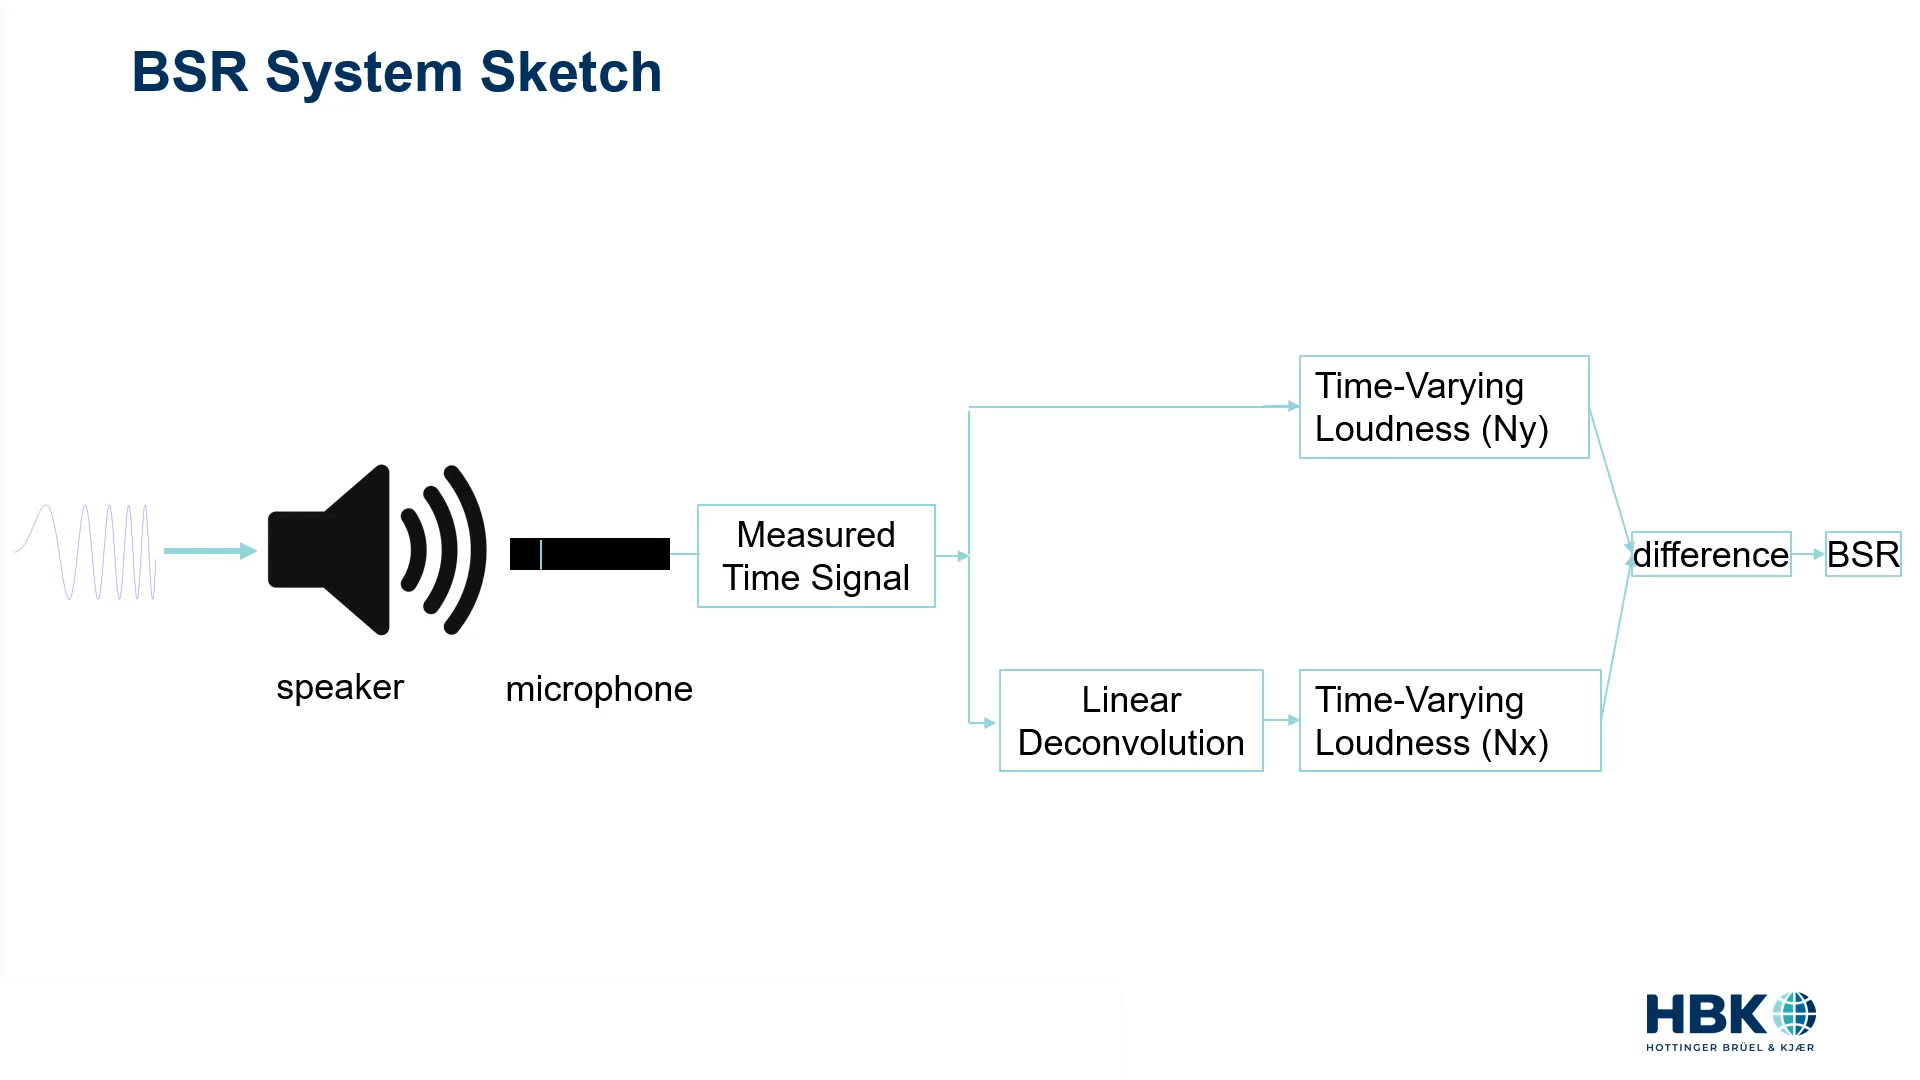 BSR System Sketch
Time-Varying
Loudness (Ny)
Measured
Time Signal
difference
BSR
speaker
microphone
Linear
Deconvolution
Time-Varying
Loudness (Nx)
HBK
HOTTINGER BRÜEL & KJÆR